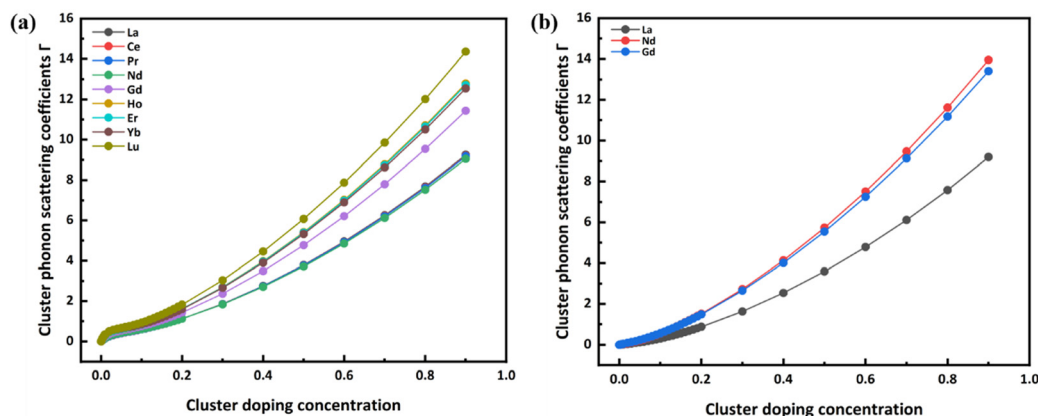 (a)
16
14
12
10
8
6
4
2
0
Cluster phonon scattering coefficients Γ
La
Ce
Pr
Nd
Gd
Ho
Er
Yb
Lu
0.0 0.2 0.4 0.6 0.8 1.0
Cluster doping concentration
(b)
16
14
12
10
8
6
4
2
0
Cluster phonon scattering coefficients Γ
La
Nd
Gd
0.0 0.2 0.4 0.6 0.8 1.0
Cluster doping concentration